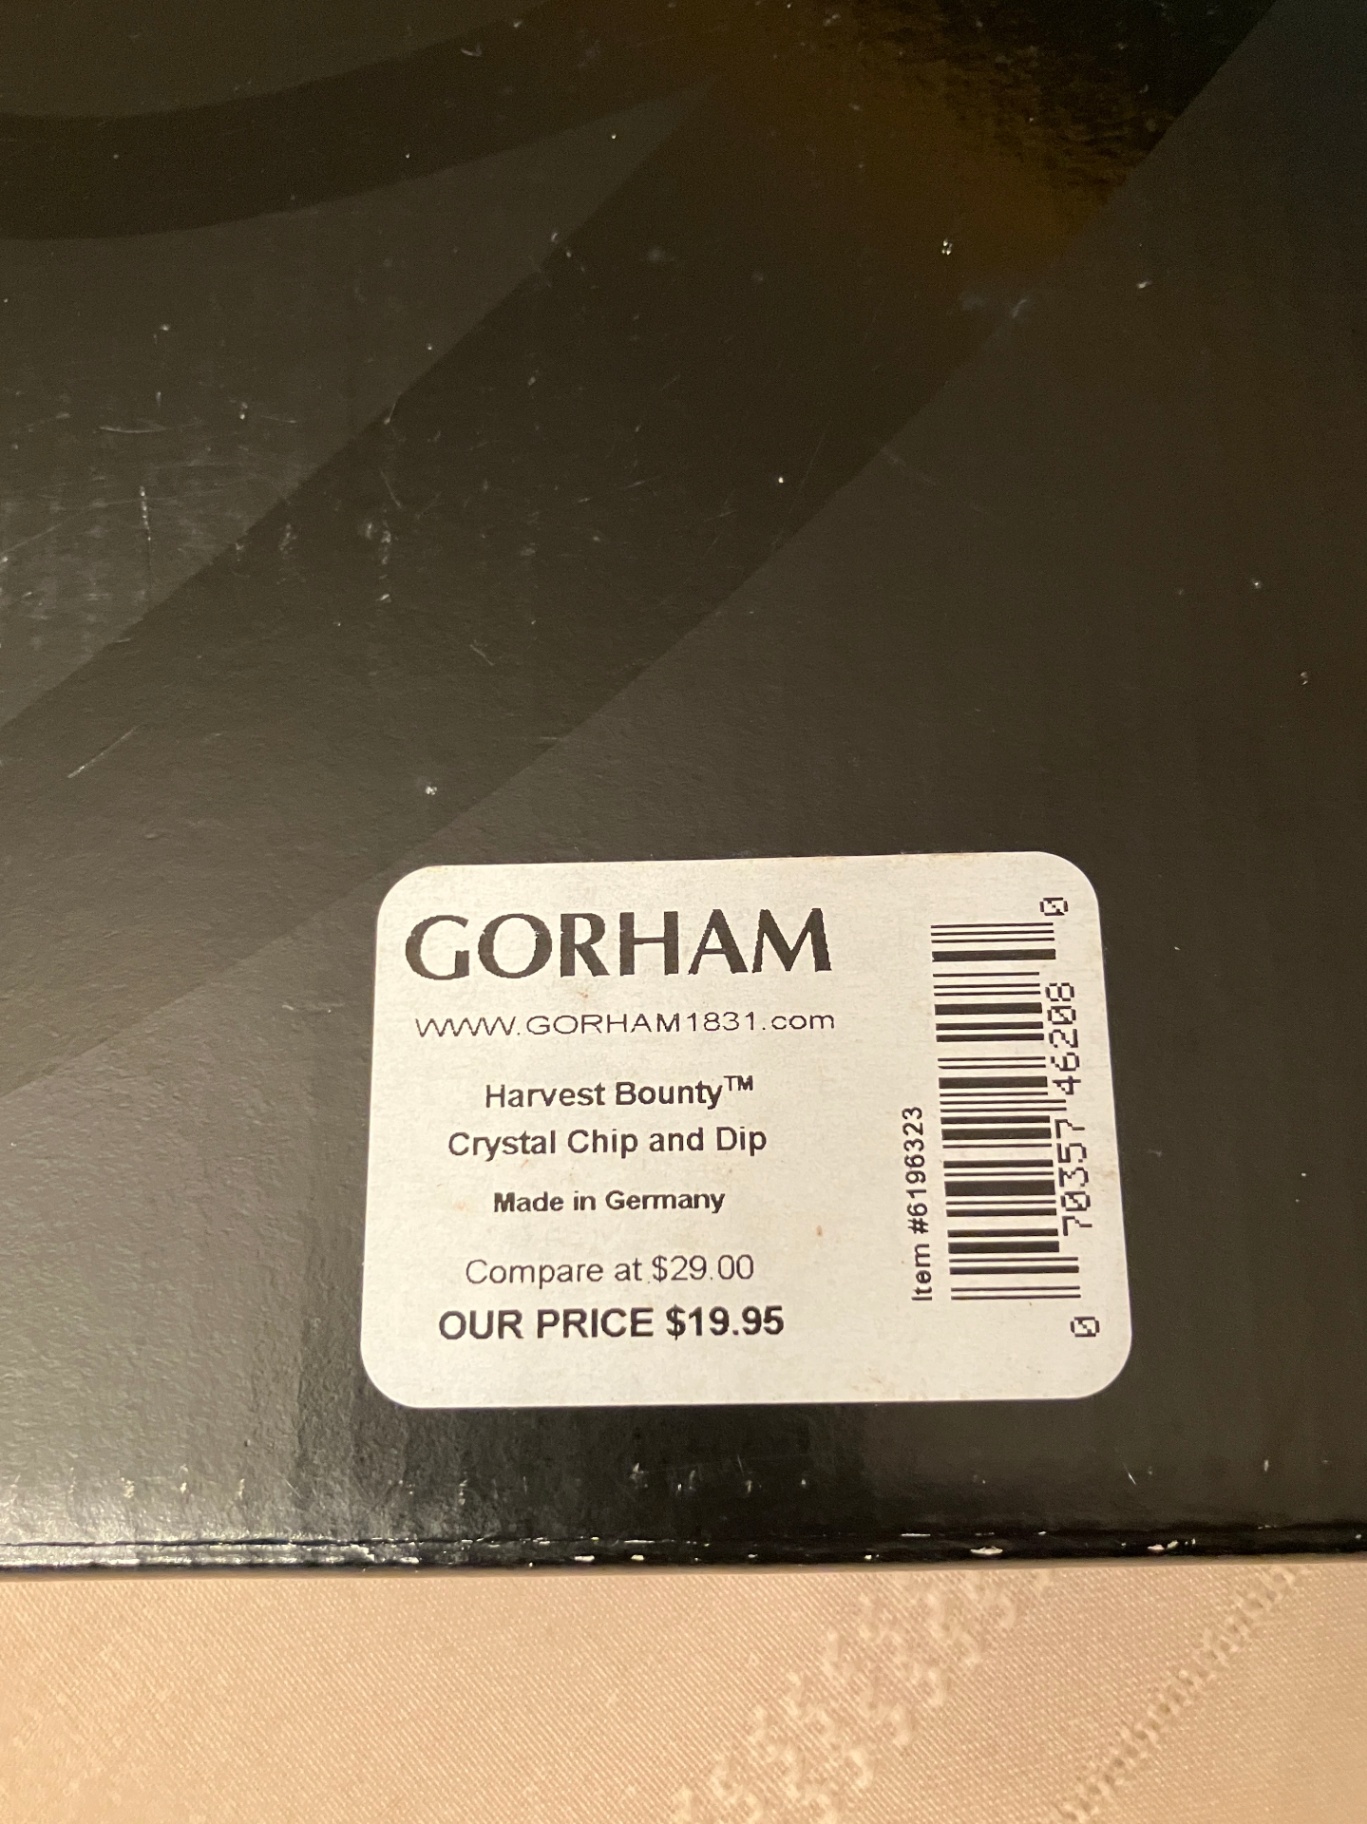 GORHAM
WWW.GORHAM1831.com
Harvest Bounty™
Crystal Chip and Dip
Made in Germany
Compare at $29.00
OUR PRICE $19.95
Item #6196323
0 70357 46208 0